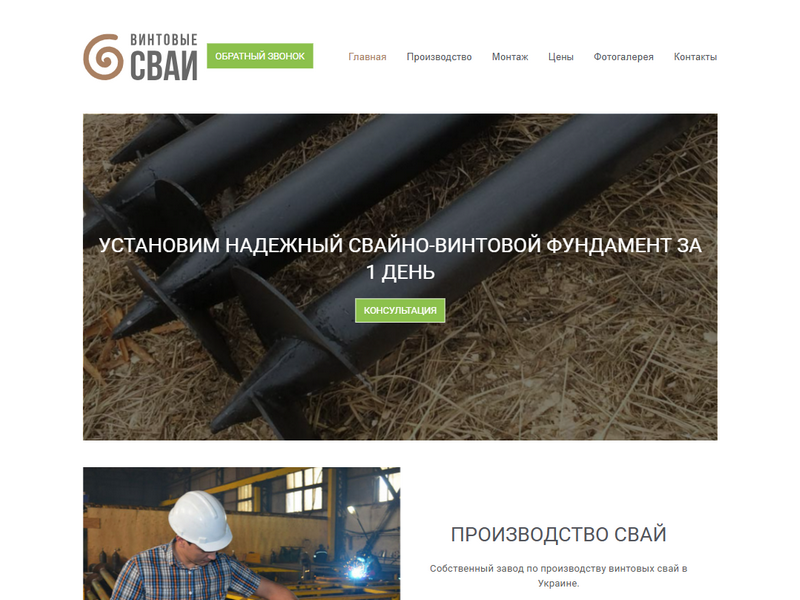 ВИНТОВЫЕ
СВАИ
ОБРАТНЫЙ ЗВОНОК
Главная Производство Монтаж Цены Фотогалерея Контакты
УСТАНОВИМ НАДЕЖНЫЙ СВАЙНО-ВИНТОВОЙ ФУНДАМЕНТ ЗА
1 ДЕНЬ
КОНСУЛЬТАЦИЯ
ПРОИЗВОДСТВО СВАЙ
Собственный завод по производству винтовых свай в
Украине.